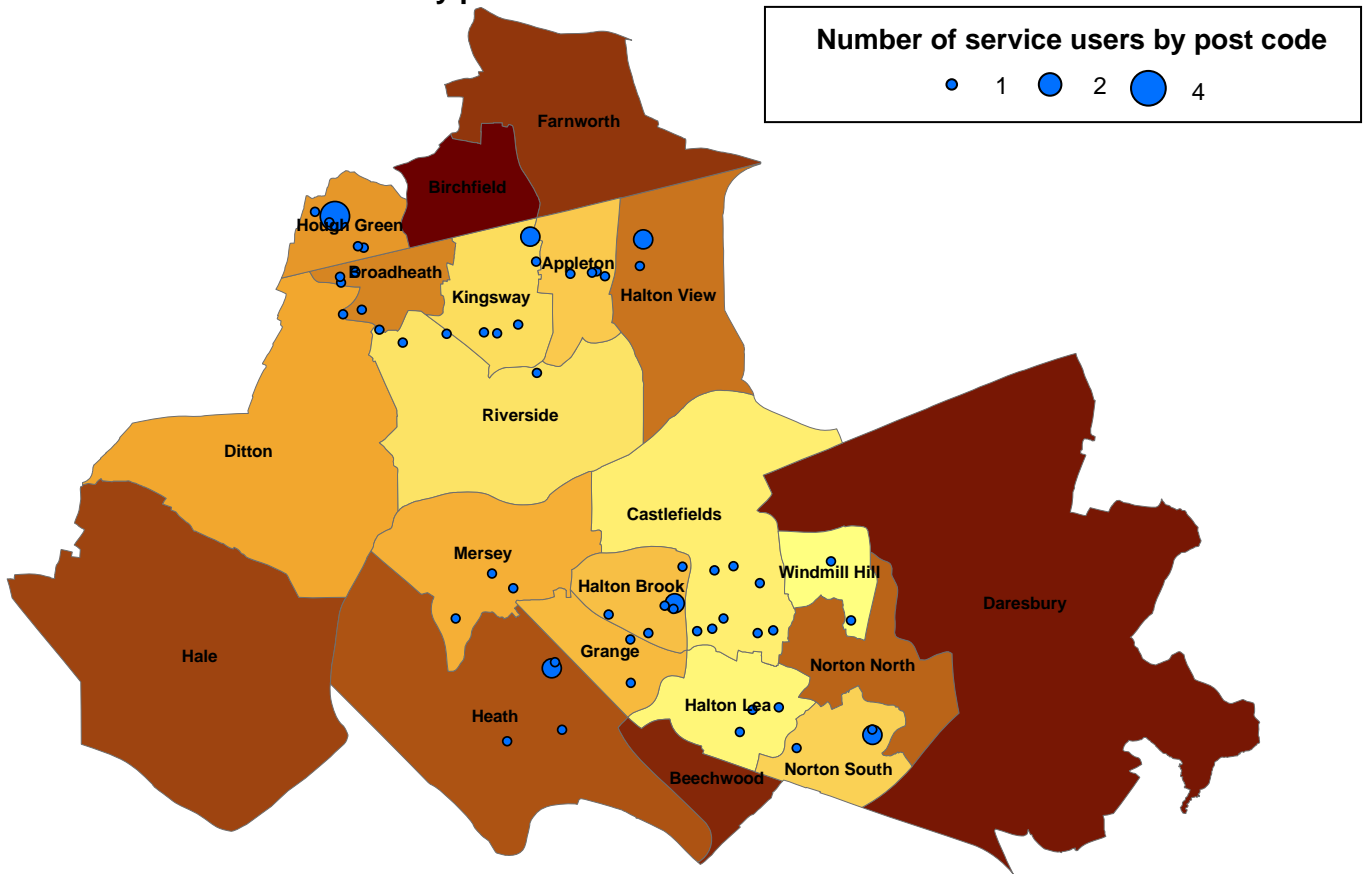 Number of service users by post code
1 2 4
Farnworth
Birchfield
Hough Green
Broadheath
Appleton
Kingsway
Halton View
Riverside
Ditton
Castlefields
Mersey
Windmill Hill
Halton Brook
Daresbury
Grange
Hale
Norton North
Halton Lea
Heath
Norton South
Beechwood